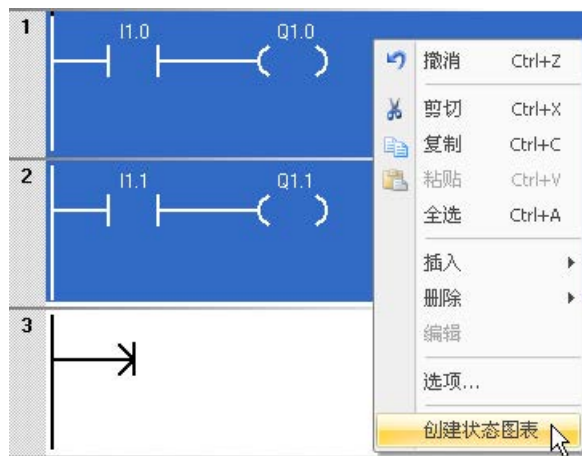 1
I1.0 Q1.0
撤消 Ctrl+Z
剪切 Ctrl+X
复制 Ctrl+C
2
I1.1 Q1.1
粘贴 Ctrl+V
全选 Ctrl+A
插入
删除
3
编辑
选项...
创建状态图表